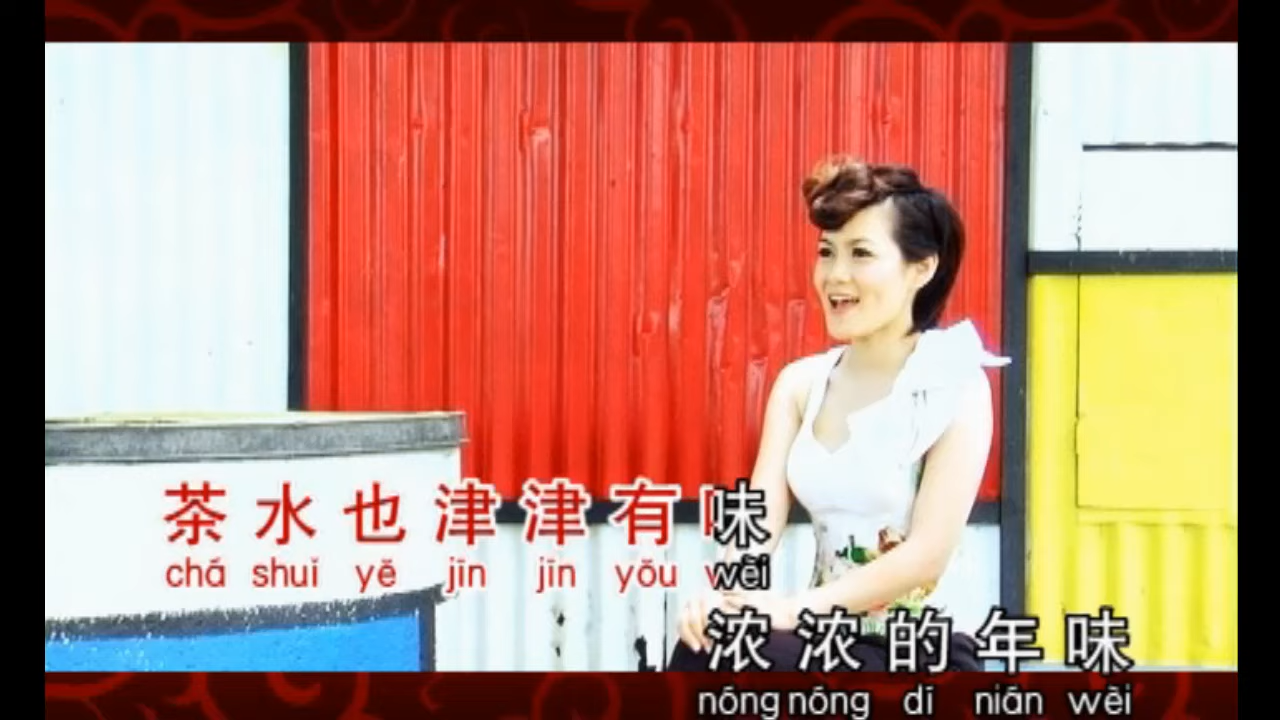 茶水也津津有味
chá shuǐ yě jīn jīn yǒu wèi
浓浓的年味
nóng nóng dī nián wèi